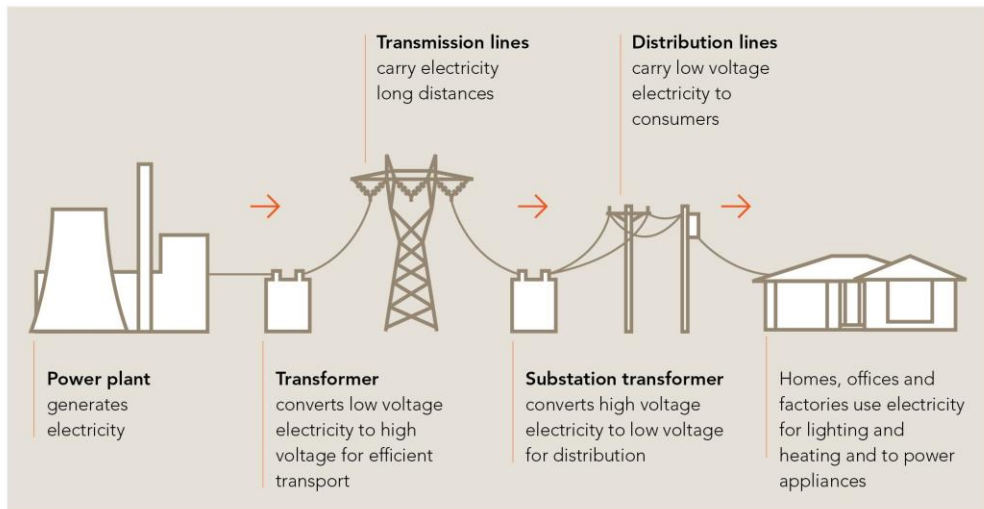 Transmission lines
carry electricity
long distances
Distribution lines
carry low voltage
electricity to
consumers
Power plant
generates
electricity
Transformer
converts low voltage
electricity to high
voltage for efficient
transport
Substation transformer
converts high voltage
electricity to low voltage
for distribution
Homes, offices and
factories use electricity
for lighting and
heating and to power
appliances